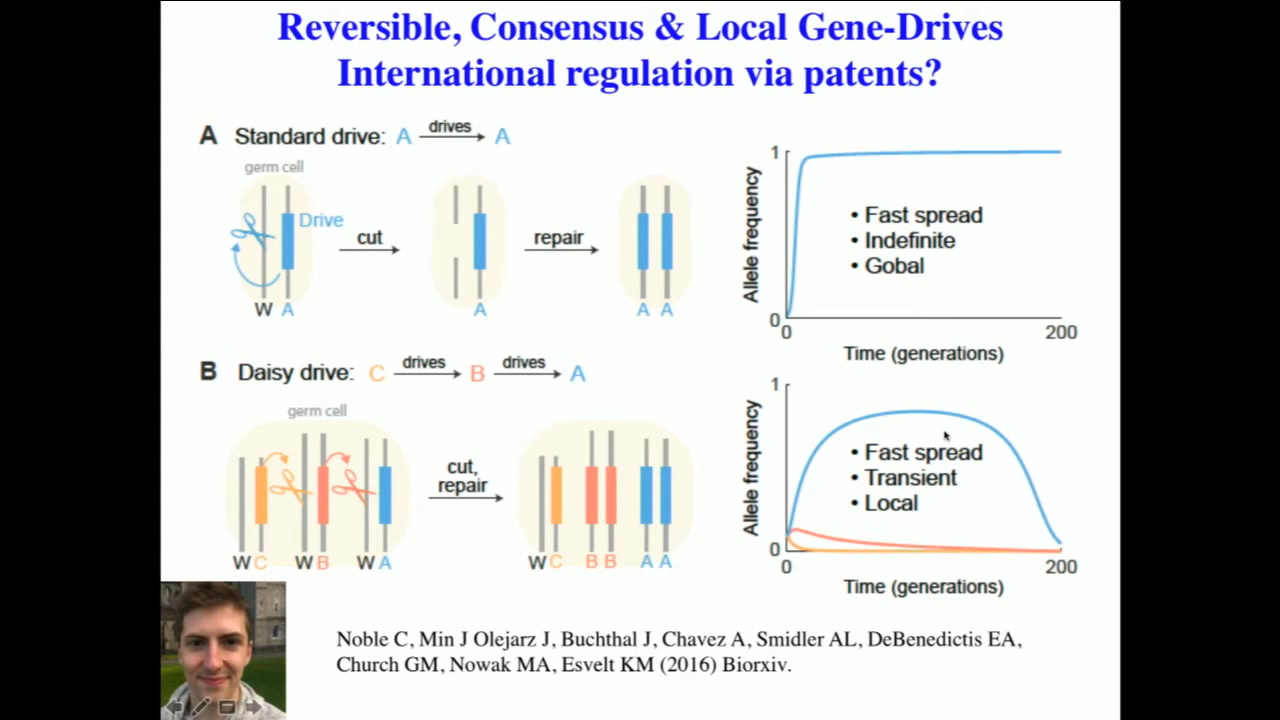 Reversible, Consensus & Local Gene-Drives
International regulation via patents?
A Standard drive: A drives A
germ cell
Drive
cut
repair
W A
A
A A
Allele frequency
1
0
• Fast spread
• Indefinite
• Gobal
0
200
Time (generations)
B Daisy drive: C drives B drives A
germ cell
cut,
repair
W C W B W A
W C B B A A
Allele frequency
1
0
• Fast spread
• Transient
• Local
0
200
Time (generations)
Noble C, Min J Olejarz J, Buchthal J, Chavez A, Smidler AL, DeBenedictis EA,
Church GM, Nowak MA, Esvelt KM (2016) Biorxiv.